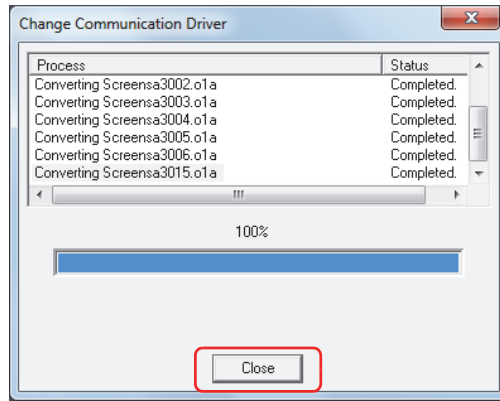 Change Communication Driver
Process Status
Converting Screensa3002.o1a Completed.
Converting Screensa3003.o1a Completed.
Converting Screensa3004.o1a Completed.
Converting Screensa3005.o1a Completed.
Converting Screensa3006.o1a Completed.
Converting Screensa3015.o1a Completed.
100%
Close